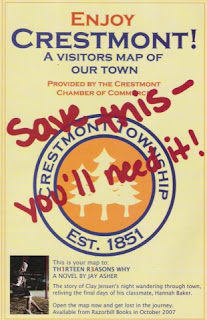 ENJOY
CRESTMONT!
A VISITORS MAP OF
OUR TOWN
PROVIDED BY THE CRESTMONT
CHAMBER OF COMMERCE
Save this—
you'll need it!
CRESTMONT TOWNSHIP
EST. 1851
This is your map to:
TH1RTEEN R3ASONS WHY
A NOVEL BY JAY ASHER
The story of Clay Jensen's night wandering through town,
reliving the final days of his classmate, Hannah Baker.
Open the map now and get lost in the journey.
Available from Razorbill Books in October 2007